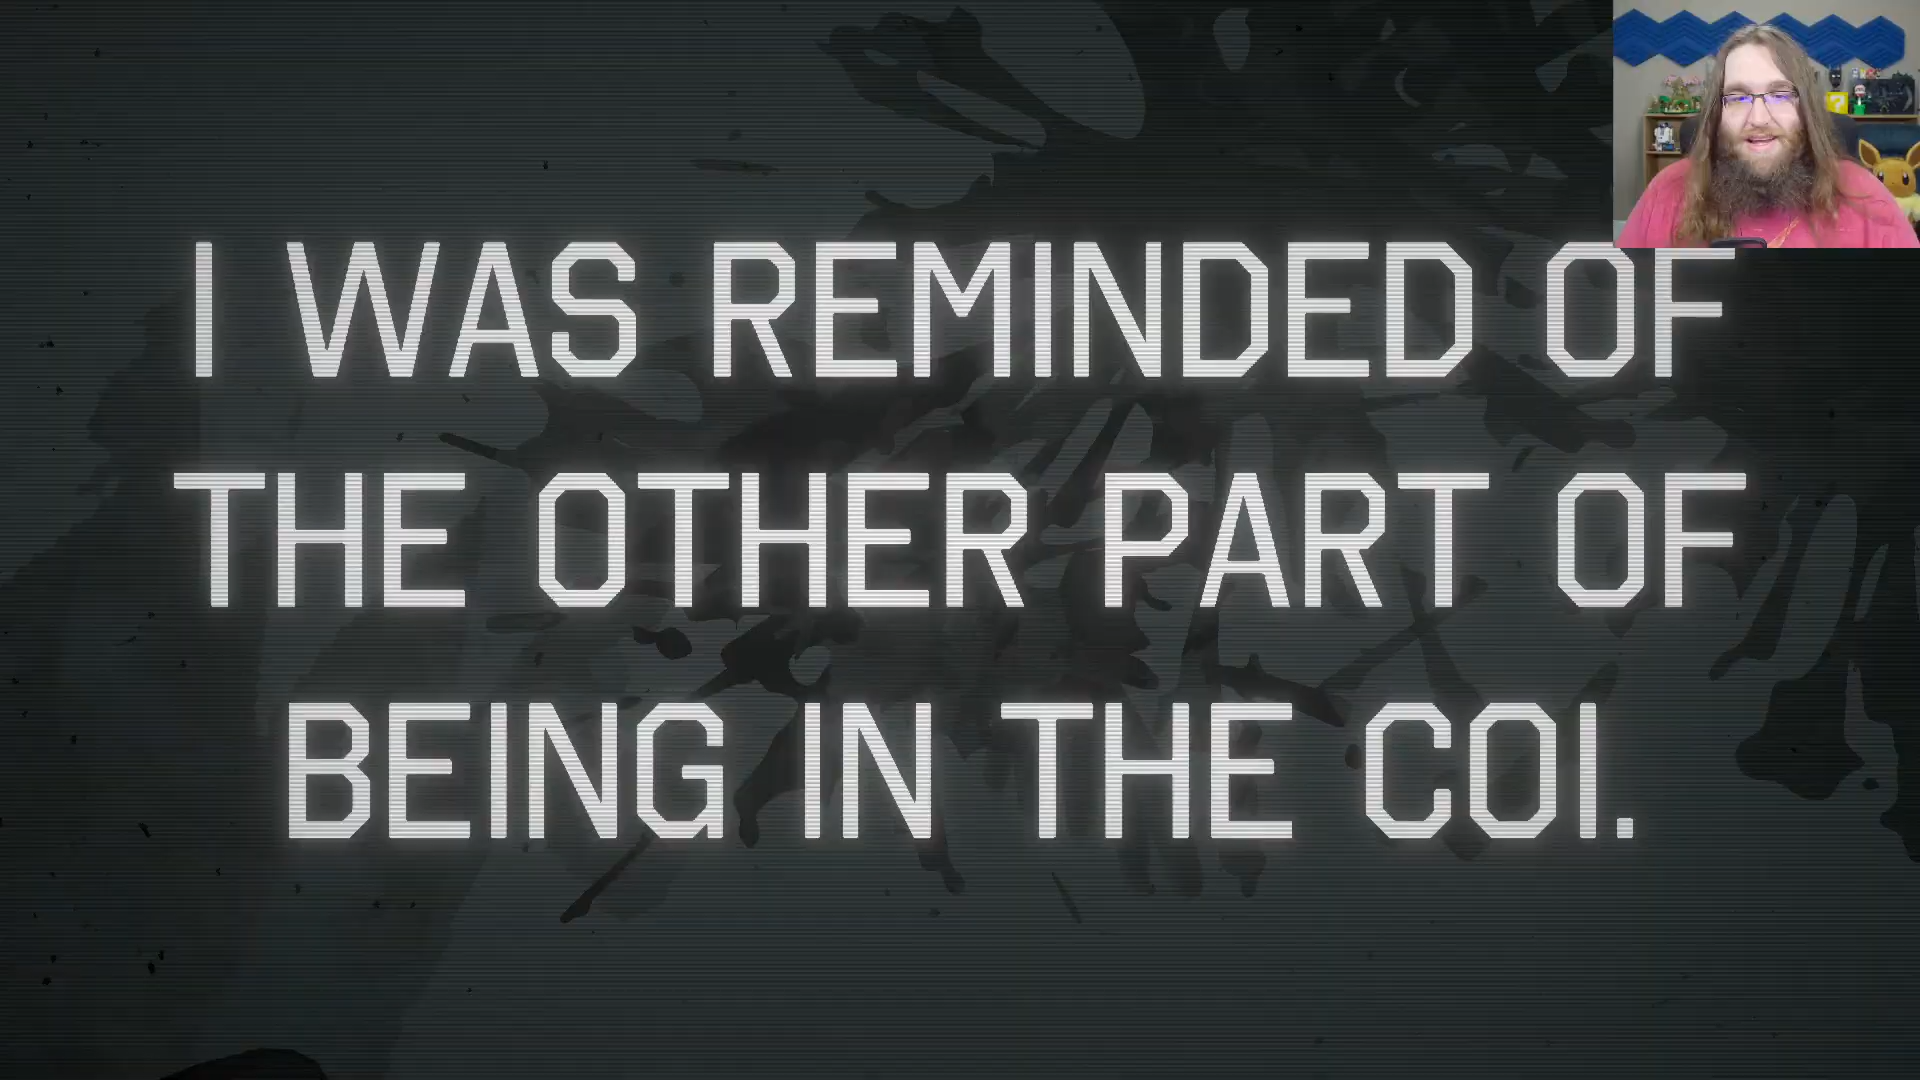 I WAS REMINDED OF
THE OTHER PART OF
BEING IN THE COI.